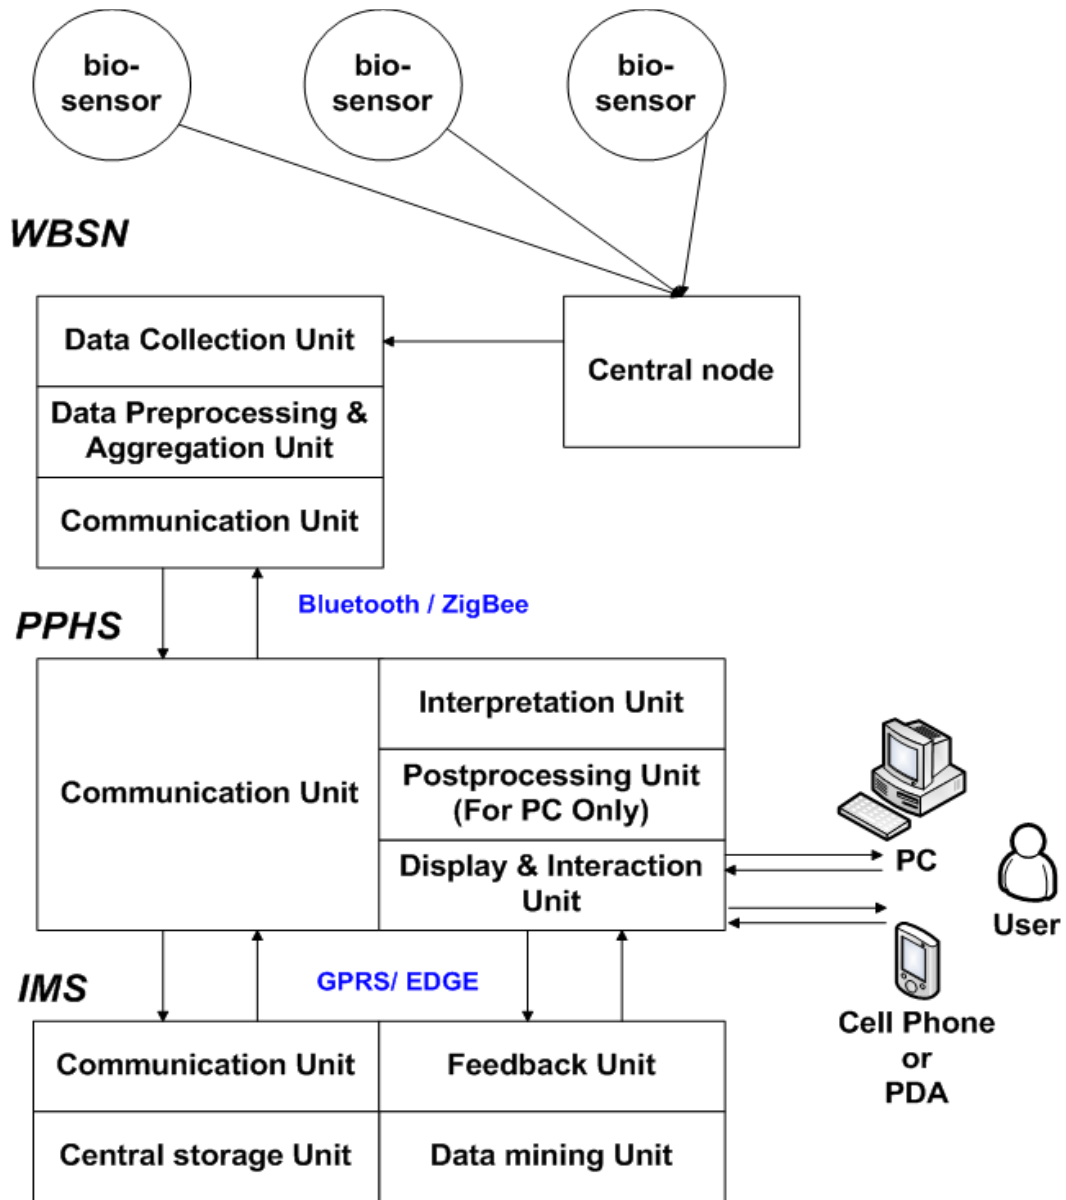 bio-
sensor
bio-
sensor
bio-
sensor
WBSN
Data Collection Unit
Central node
Data Preprocessing &
Aggregation Unit
Communication Unit
Bluetooth / ZigBee
PPHS
Communication Unit
Interpretation Unit
Postprocessing Unit
(For PC Only)
Display & Interaction
Unit
PC
User
IMS
GPRS/ EDGE
Cell Phone
or
PDA
Communication Unit
Feedback Unit
Central storage Unit
Data mining Unit